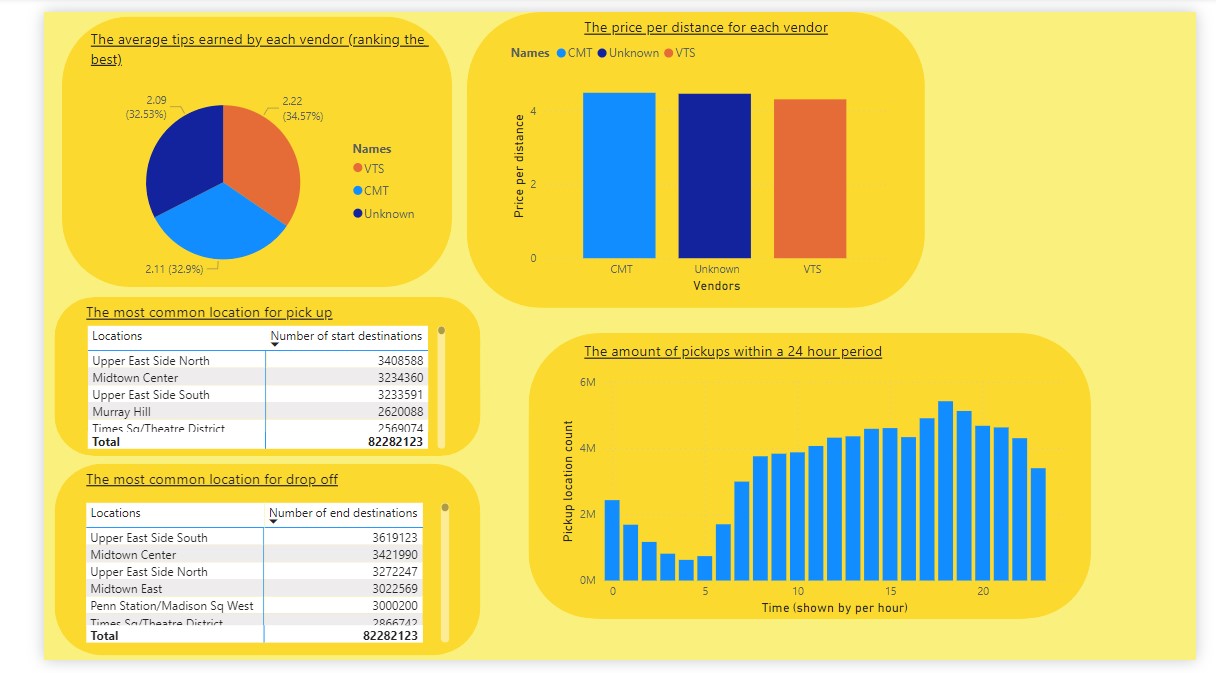 The average tips earned by each vendor (ranking the
best)
2.09
(32.53%)
2.22
(34.57%)
2.11 (32.9%)
Names
VTS
CMT
Unknown
The price per distance for each vendor
Names CMT Unknown VTS
Price per distance
4
2
0
CMT Unknown VTS
Vendors
The most common location for pick up
Locations Number of start destinations
Upper East Side North 3408588
Midtown Center 3234360
Upper East Side South 3233591
Murray Hill 2620088
Times Sq/Theatre District 2569074
Total 82282123
The most common location for drop off
Locations Number of end destinations
Upper East Side South 3619123
Midtown Center 3421990
Upper East Side North 3272247
Midtown East 3022569
Penn Station/Madison Sq West 3000200
Times Sq/Theatre District 2866742
Total 82282123
The amount of pickups within a 24 hour period
Pickup location count
6M
4M
2M
0M
0 5 10 15 20
Time (shown by per hour)